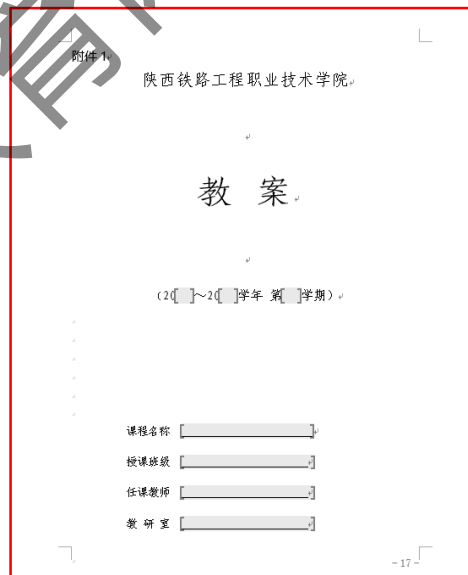 附件 1
陕西铁路工程职业技术学院
教 案
（20[ ]～20[ ]学年 第[ ]学期）
课程名称
授课班级
任课教师
教 研 室
- 17 -